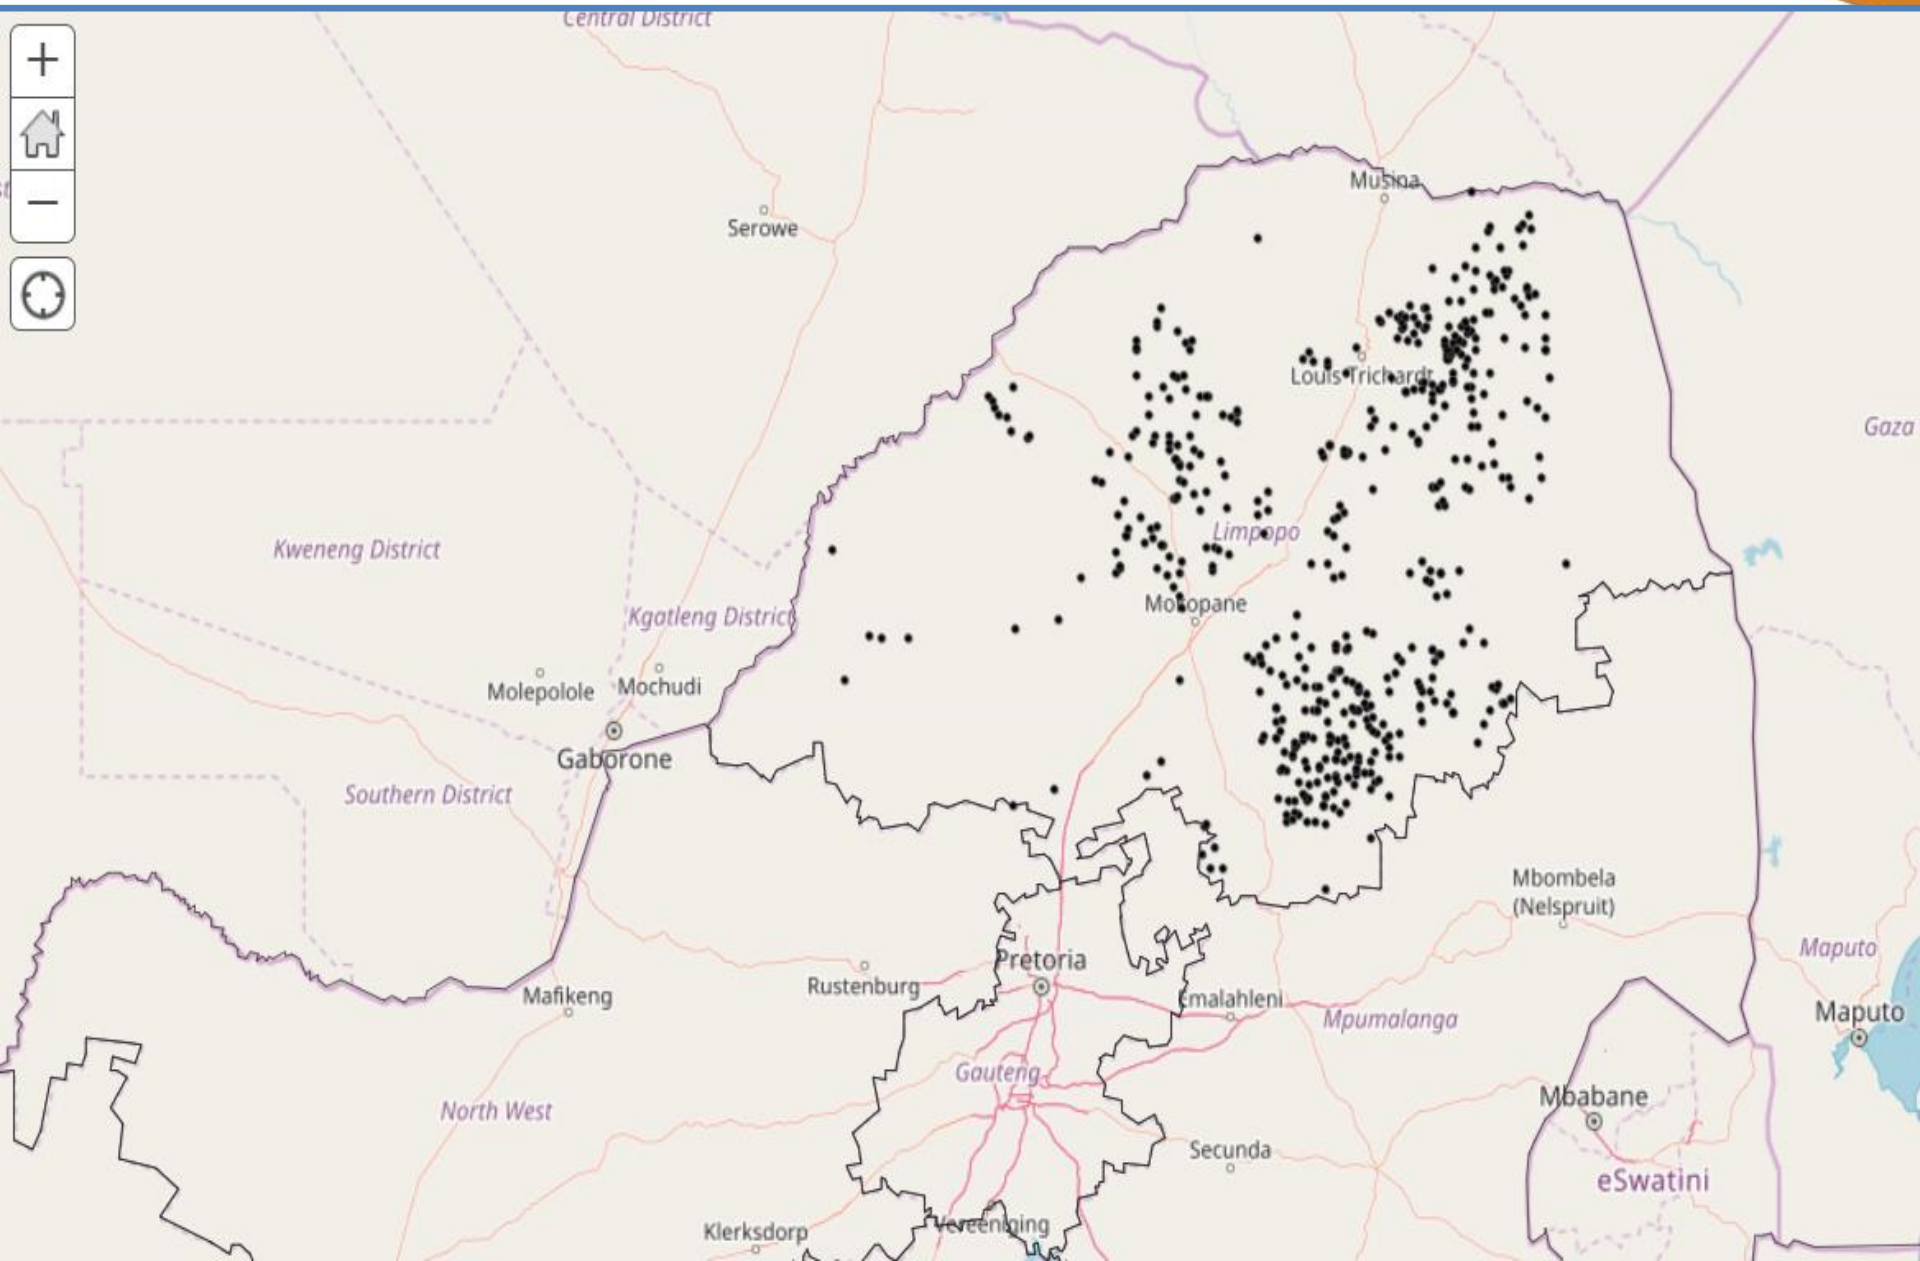 Central District
Musina
Serowe
Louis Trichardt
Gaza
Limpopo
Kweneng District
Mokopane
Kgatleng District
Molepolole
Mochudi
Gaborone
Southern District
Mbombela
(Nelspruit)
Maputo
Pretoria
Rustenburg
Mafikeng
Emalahleni
Mpumalanga
Maputo
Gauteng
Mbabane
North West
Secunda
eSwatini
Klerksdorp
Vereeniging